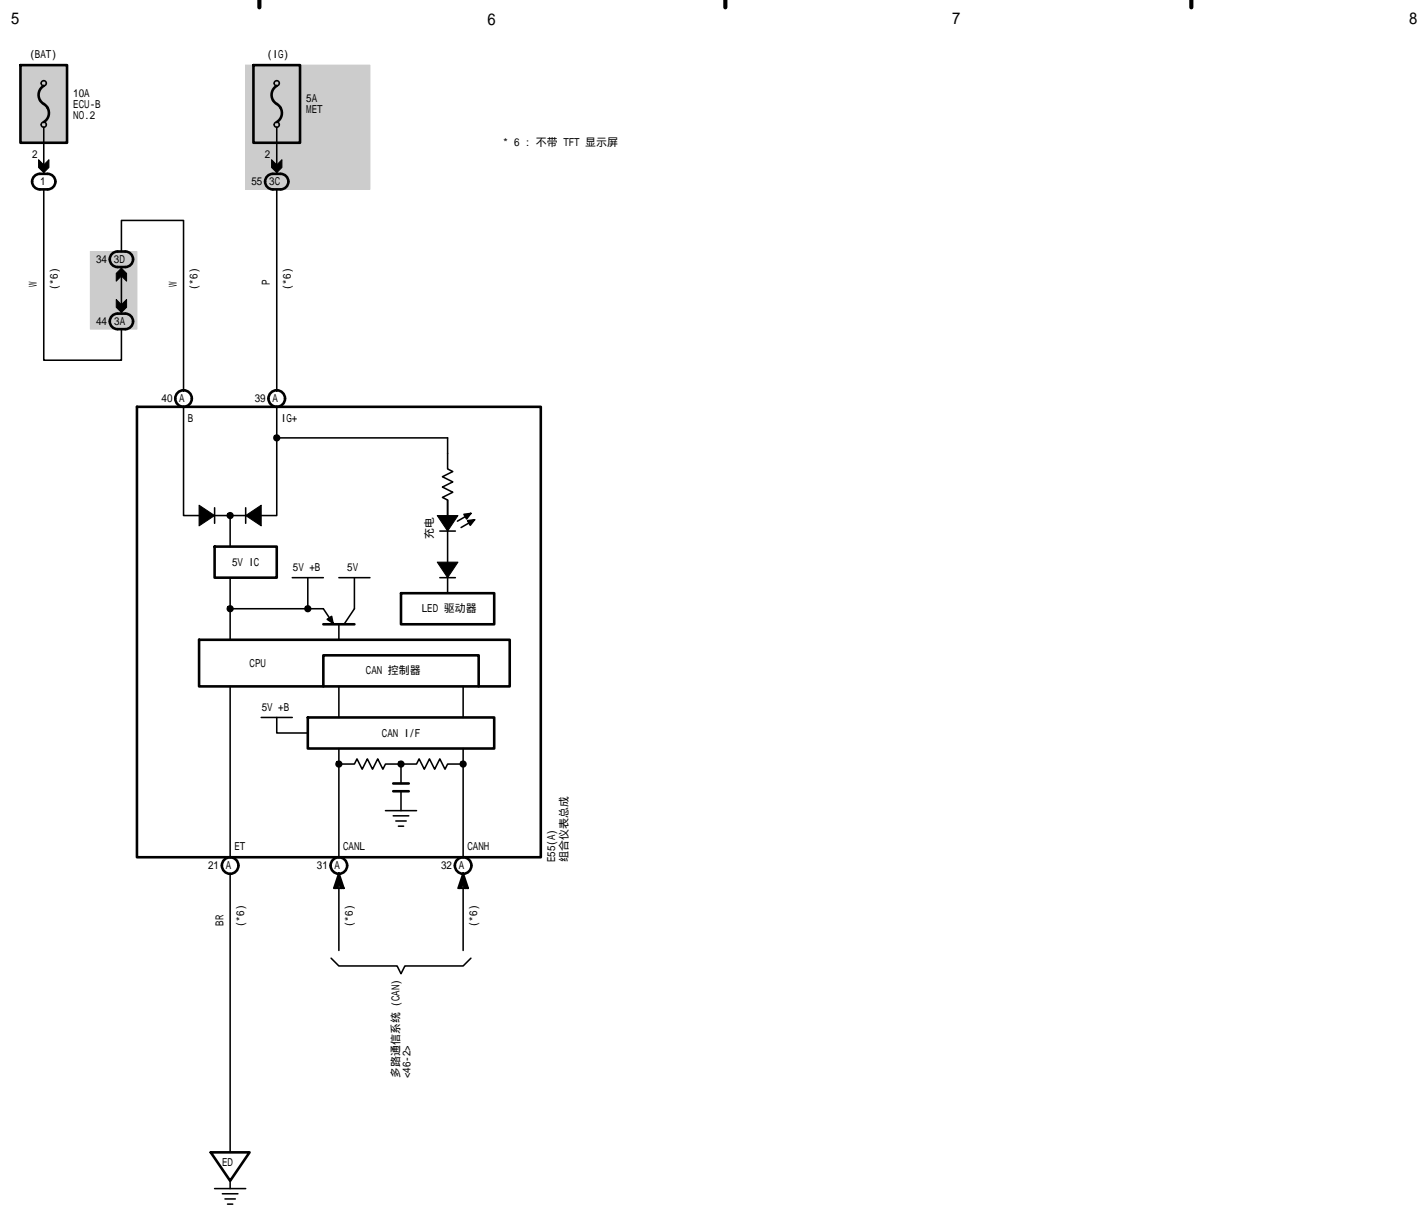 5
6
7
8
(BAT)
(IG)
10A
ECU-B
NO.2
5A
MET
* 6 : 不带 TFT 显示屏
2
2
1
55 3C
34 3D
W
(*6)
W
(*6)
P
(*6)
44 3A
40 A
39 A
B
IG+
充电
5V IC
5V +B
5V
LED 驱动器
CPU
CAN 控制器
5V +B
CAN I/F
E55(A)
组合仪表总成
ET
CANL
CANH
21 A
31 A
32 A
BR
(*6)
(*6)
(*6)
多路通信系统 (CAN)
<46-2>
ED